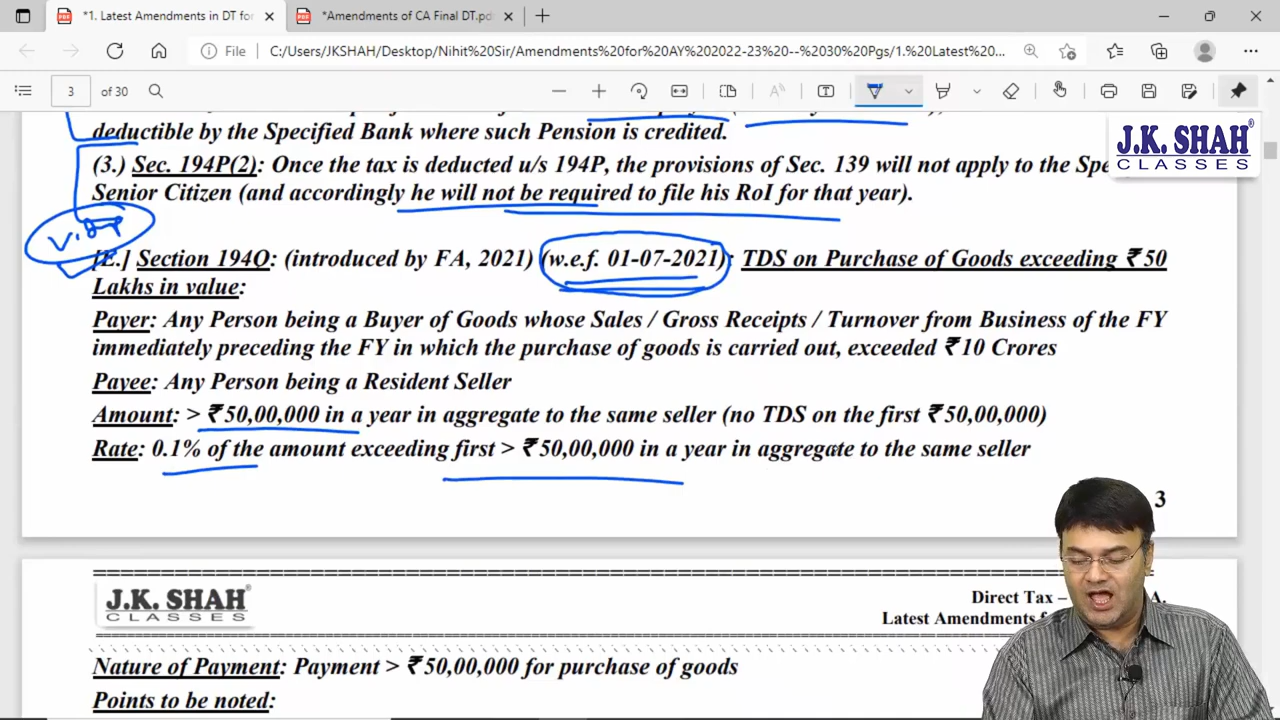 *1. Latest Amendments in DT for
*Amendments of CA Final DT.pdf
File
C:/Users/JKSHAH/Desktop/Nihit%20Sir/Amendments%20for%20AY%202022-23%20--%2030%20Pgs/1.%20Latest%20...
3 of 30
J.K. SHAH
CLASSES
deductible by the Specified Bank where such Pension is credited.
(3.) Sec. 194P(2): Once the tax is deducted u/s 194P, the provisions of Sec. 139 will not apply to the
Senior Citizen (and accordingly he will not be required to file his RoI for that year).
V.Imp
[E.] Section 194Q: (introduced by FA, 2021) (w.e.f. 01-07-2021): TDS on Purchase of Goods exceeding ₹ 50
Lakhs in value:
Payer: Any Person being a Buyer of Goods whose Sales / Gross Receipts / Turnover from Business of the FY
immediately preceding the FY in which the purchase of goods is carried out, exceeded ₹ 10 Crores
Payee: Any Person being a Resident Seller
Amount: > ₹ 50,00,000 in a year in aggregate to the same seller (no TDS on the first ₹ 50,00,000)
Rate: 0.1% of the amount exceeding first > ₹ 50,00,000 in a year in aggregate to the same seller
3
J.K. SHAH
CLASSES
Direct Tax –
Latest Amendments
Nature of Payment: Payment > ₹ 50,00,000 for purchase of goods
Points to be noted: